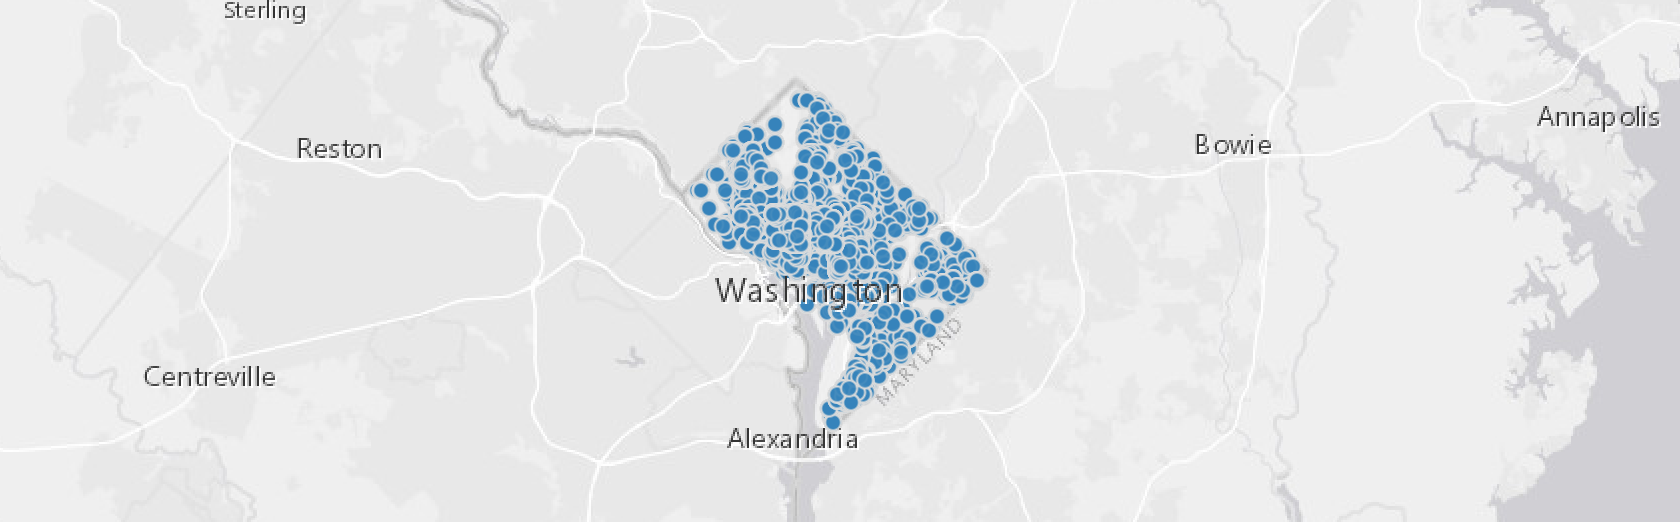 Sterling
Annapolis
Reston
Bowie
Washington
MARYLAND
Centreville
Alexandria